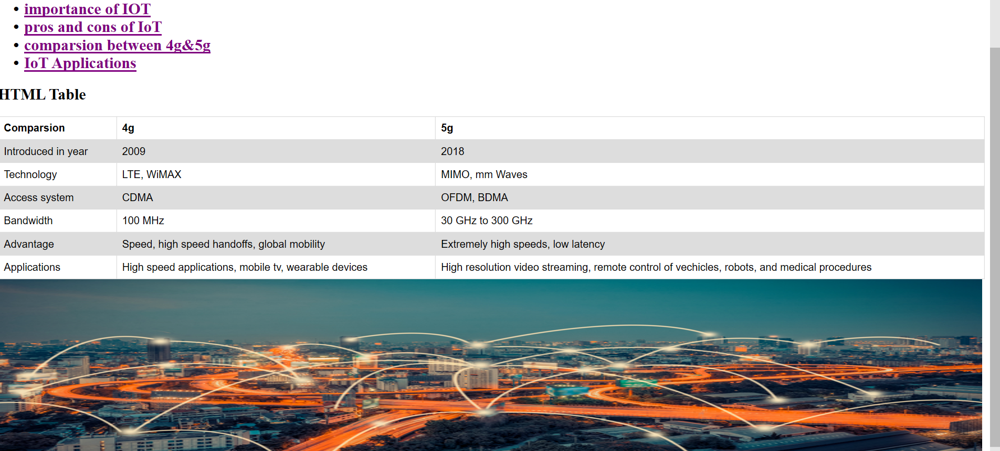 importance of IOT
pros and cons of IoT
comparsion between 4g&5g
IoT Applications
HTML Table
Comparsion 4g 5g
Introduced in year 2009 2018
Technology LTE, WiMAX MIMO, mm Waves
Access system CDMA OFDM, BDMA
Bandwidth 100 MHz 30 GHz to 300 GHz
Advantage Speed, high speed handoffs, global mobility Extremely high speeds, low latency
Applications High speed applications, mobile tv, wearable devices High resolution video streaming, remote control of vechicles, robots, and medical procedures